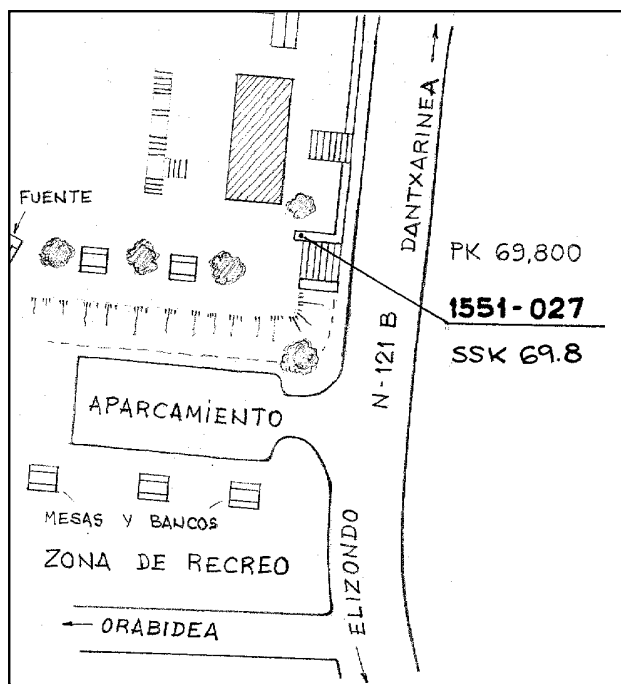 DANTXARINEA
FUENTE
PK 69,800
1551-027
SSK 69.8
N-121 B
APARCAMIENTO
MESAS Y BANCOS
ZONA DE RECREO
ELIZONDO
ORABIDEA